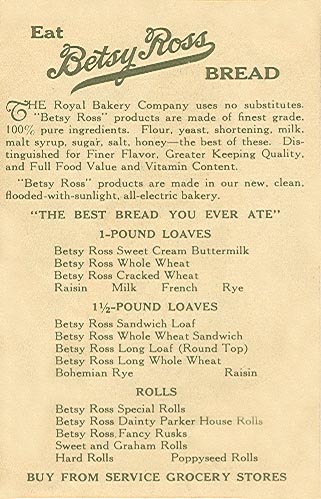 Eat
Betsy Ross
BREAD
THE Royal Bakery Company uses no substitutes.
"Betsy Ross" products are made of finest grade,
100% pure ingredients. Flour, yeast, shortening, milk,
malt syrup, sugar, salt, honey—the best of these. Dis-
tinguished for Finer Flavor, Greater Keeping Quality,
and Full Food Value and Vitamin Content.
"Betsy Ross" products are made in our new, clean,
flooded-with-sunlight, all-electric bakery.
"THE BEST BREAD YOU EVER ATE"
1-POUND LOAVES
Betsy Ross Sweet Cream Buttermilk
Betsy Ross Whole Wheat
Betsy Ross Cracked Wheat
Raisin Milk French Rye
1½-POUND LOAVES
Betsy Ross Sandwich Loaf
Betsy Ross Whole Wheat Sandwich
Betsy Ross Long Loaf (Round Top)
Betsy Ross Long Whole Wheat
Bohemian Rye Raisin
ROLLS
Betsy Ross Special Rolls
Betsy Ross Dainty Parker House Rolls
Betsy Ross Fancy Rusks
Sweet and Graham Rolls
Hard Rolls Poppyseed Rolls
BUY FROM SERVICE GROCERY STORES